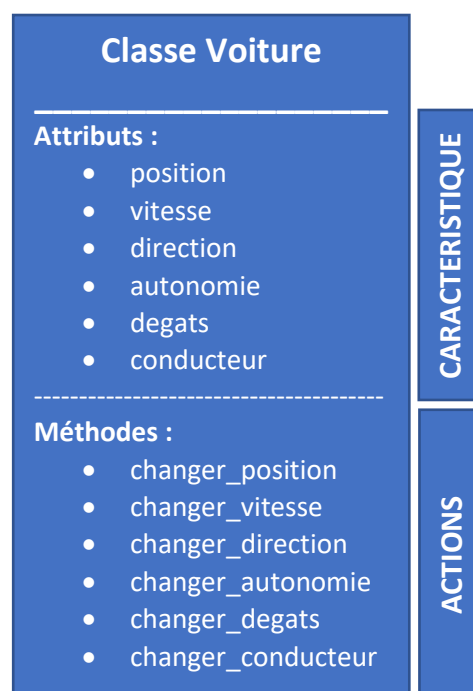 Classe Voiture
Attributs :
• position
• vitesse
• direction
• autonomie
• degats
• conducteur
---------------------------------------
Méthodes :
• changer_position
• changer_vitesse
• changer_direction
• changer_autonomie
• changer_degats
• changer_conducteur
CARACTERISTIQUE
ACTIONS